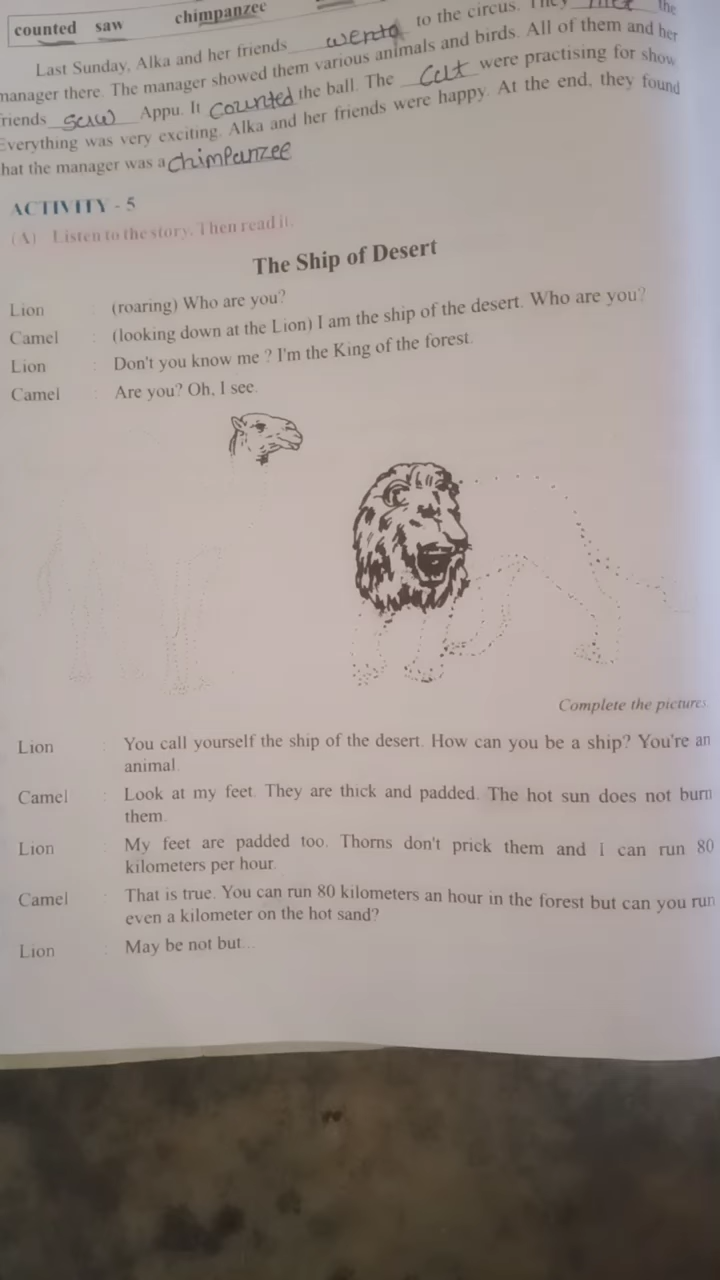 counted saw chimpanzee
Last Sunday, Alka and her friends to the circus. They met the
manager there. The manager showed them various animals and birds. All of them and her
friends saw Appu. It counted the ball. The were practising for show
Everything was very exciting. Alka and her friends were happy. At the end, they found
hat the manager was a chimpanzee
ACTIVITY - 5
(A) Listen to the story. Then read it.
The Ship of Desert
Lion : (roaring) Who are you?
Camel : (looking down at the Lion) I am the ship of the desert. Who are you?
Lion : Don't you know me ? I'm the King of the forest.
Camel : Are you? Oh, I see.
Complete the pictures
Lion : You call yourself the ship of the desert. How can you be a ship? You're an
animal.
Camel : Look at my feet. They are thick and padded. The hot sun does not burn
them.
Lion : My feet are padded too. Thorns don't prick them and I can run 80
kilometers per hour.
Camel : That is true. You can run 80 kilometers an hour in the forest but can you run
even a kilometer on the hot sand?
Lion : May be not but...